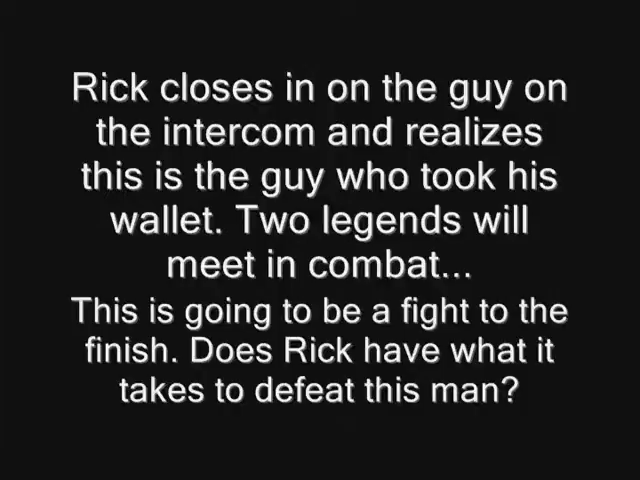 Rick closes in on the guy on
the intercom and realizes
this is the guy who took his
wallet. Two legends will
meet in combat...
This is going to be a fight to the
finish. Does Rick have what it
takes to defeat this man?